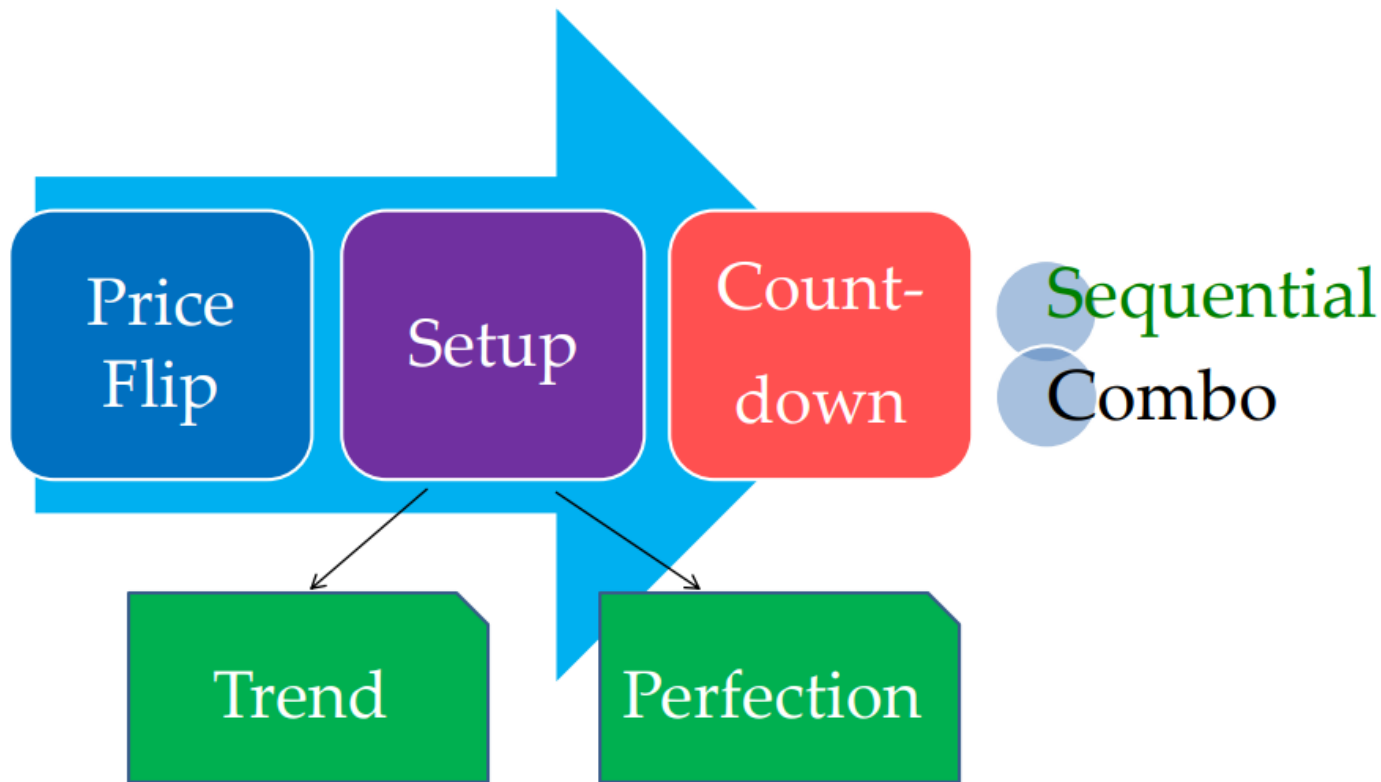 Price
Flip
Setup
Count-
down
Sequential
Combo
Trend
Perfection